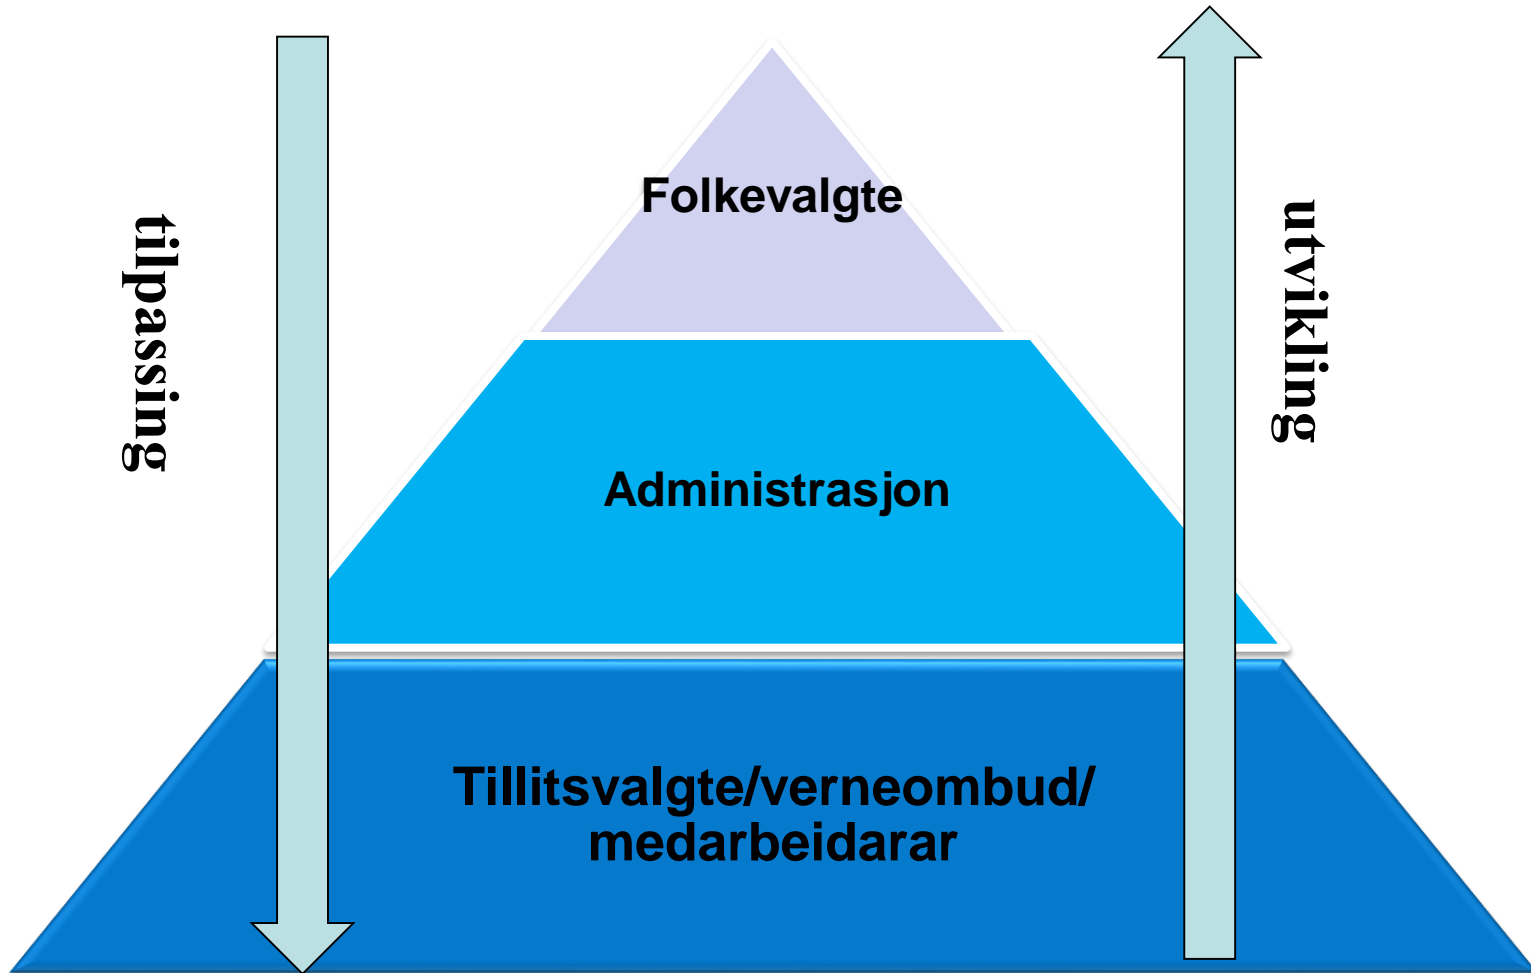 Folkevalgte
tilpassing
utvikling
Administrasjon
Tillitsvalgte/verneombud/
medarbeidarar